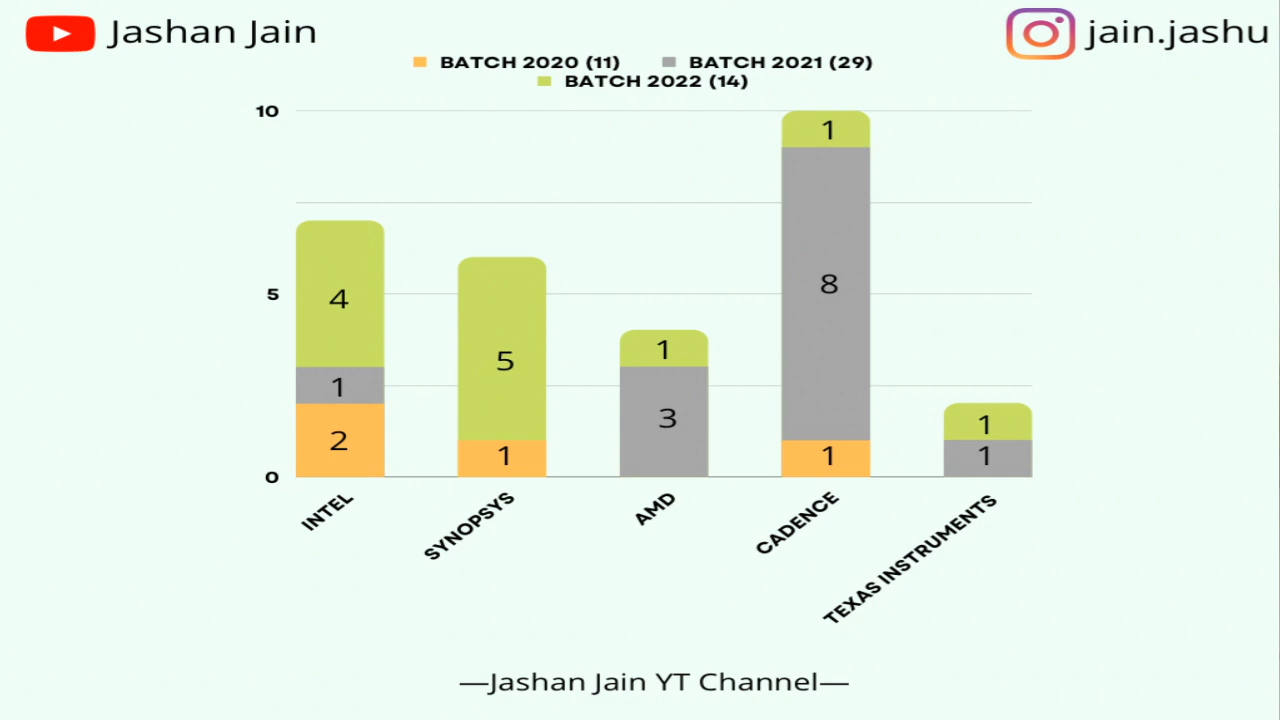 Jashan Jain
jain.jashu
BATCH 2020 (11) BATCH 2021 (29)
BATCH 2022 (14)
10
5
0
4
1
2
5
1
1
3
1
8
1
1
1
INTEL
SYNOPSYS
AMD
CADENCE
TEXAS INSTRUMENTS
—Jashan Jain YT Channel—